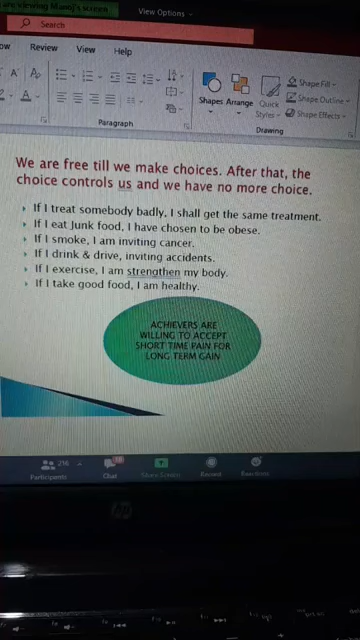 are viewing Manoj's screen
View Options
Search
Review View Help
Paragraph
Shapes Arrange Quick Styles
Shape Fill
Shape Outline
Shape Effects
Drawing
We are free till we make choices. After that, the
choice controls us and we have no more choice.
If I treat somebody badly, I shall get the same treatment.
If I eat Junk food, I have chosen to be obese.
If I smoke, I am inviting cancer.
If I drink & drive, inviting accidents.
If I exercise, I am strengthen my body.
If I take good food, I am healthy.
ACHIEVERS ARE
WILLING TO ACCEPT
SHORT TIME PAIN FOR
LONG TERM GAIN
Participants Chat Share Screen Record Reactions
hp